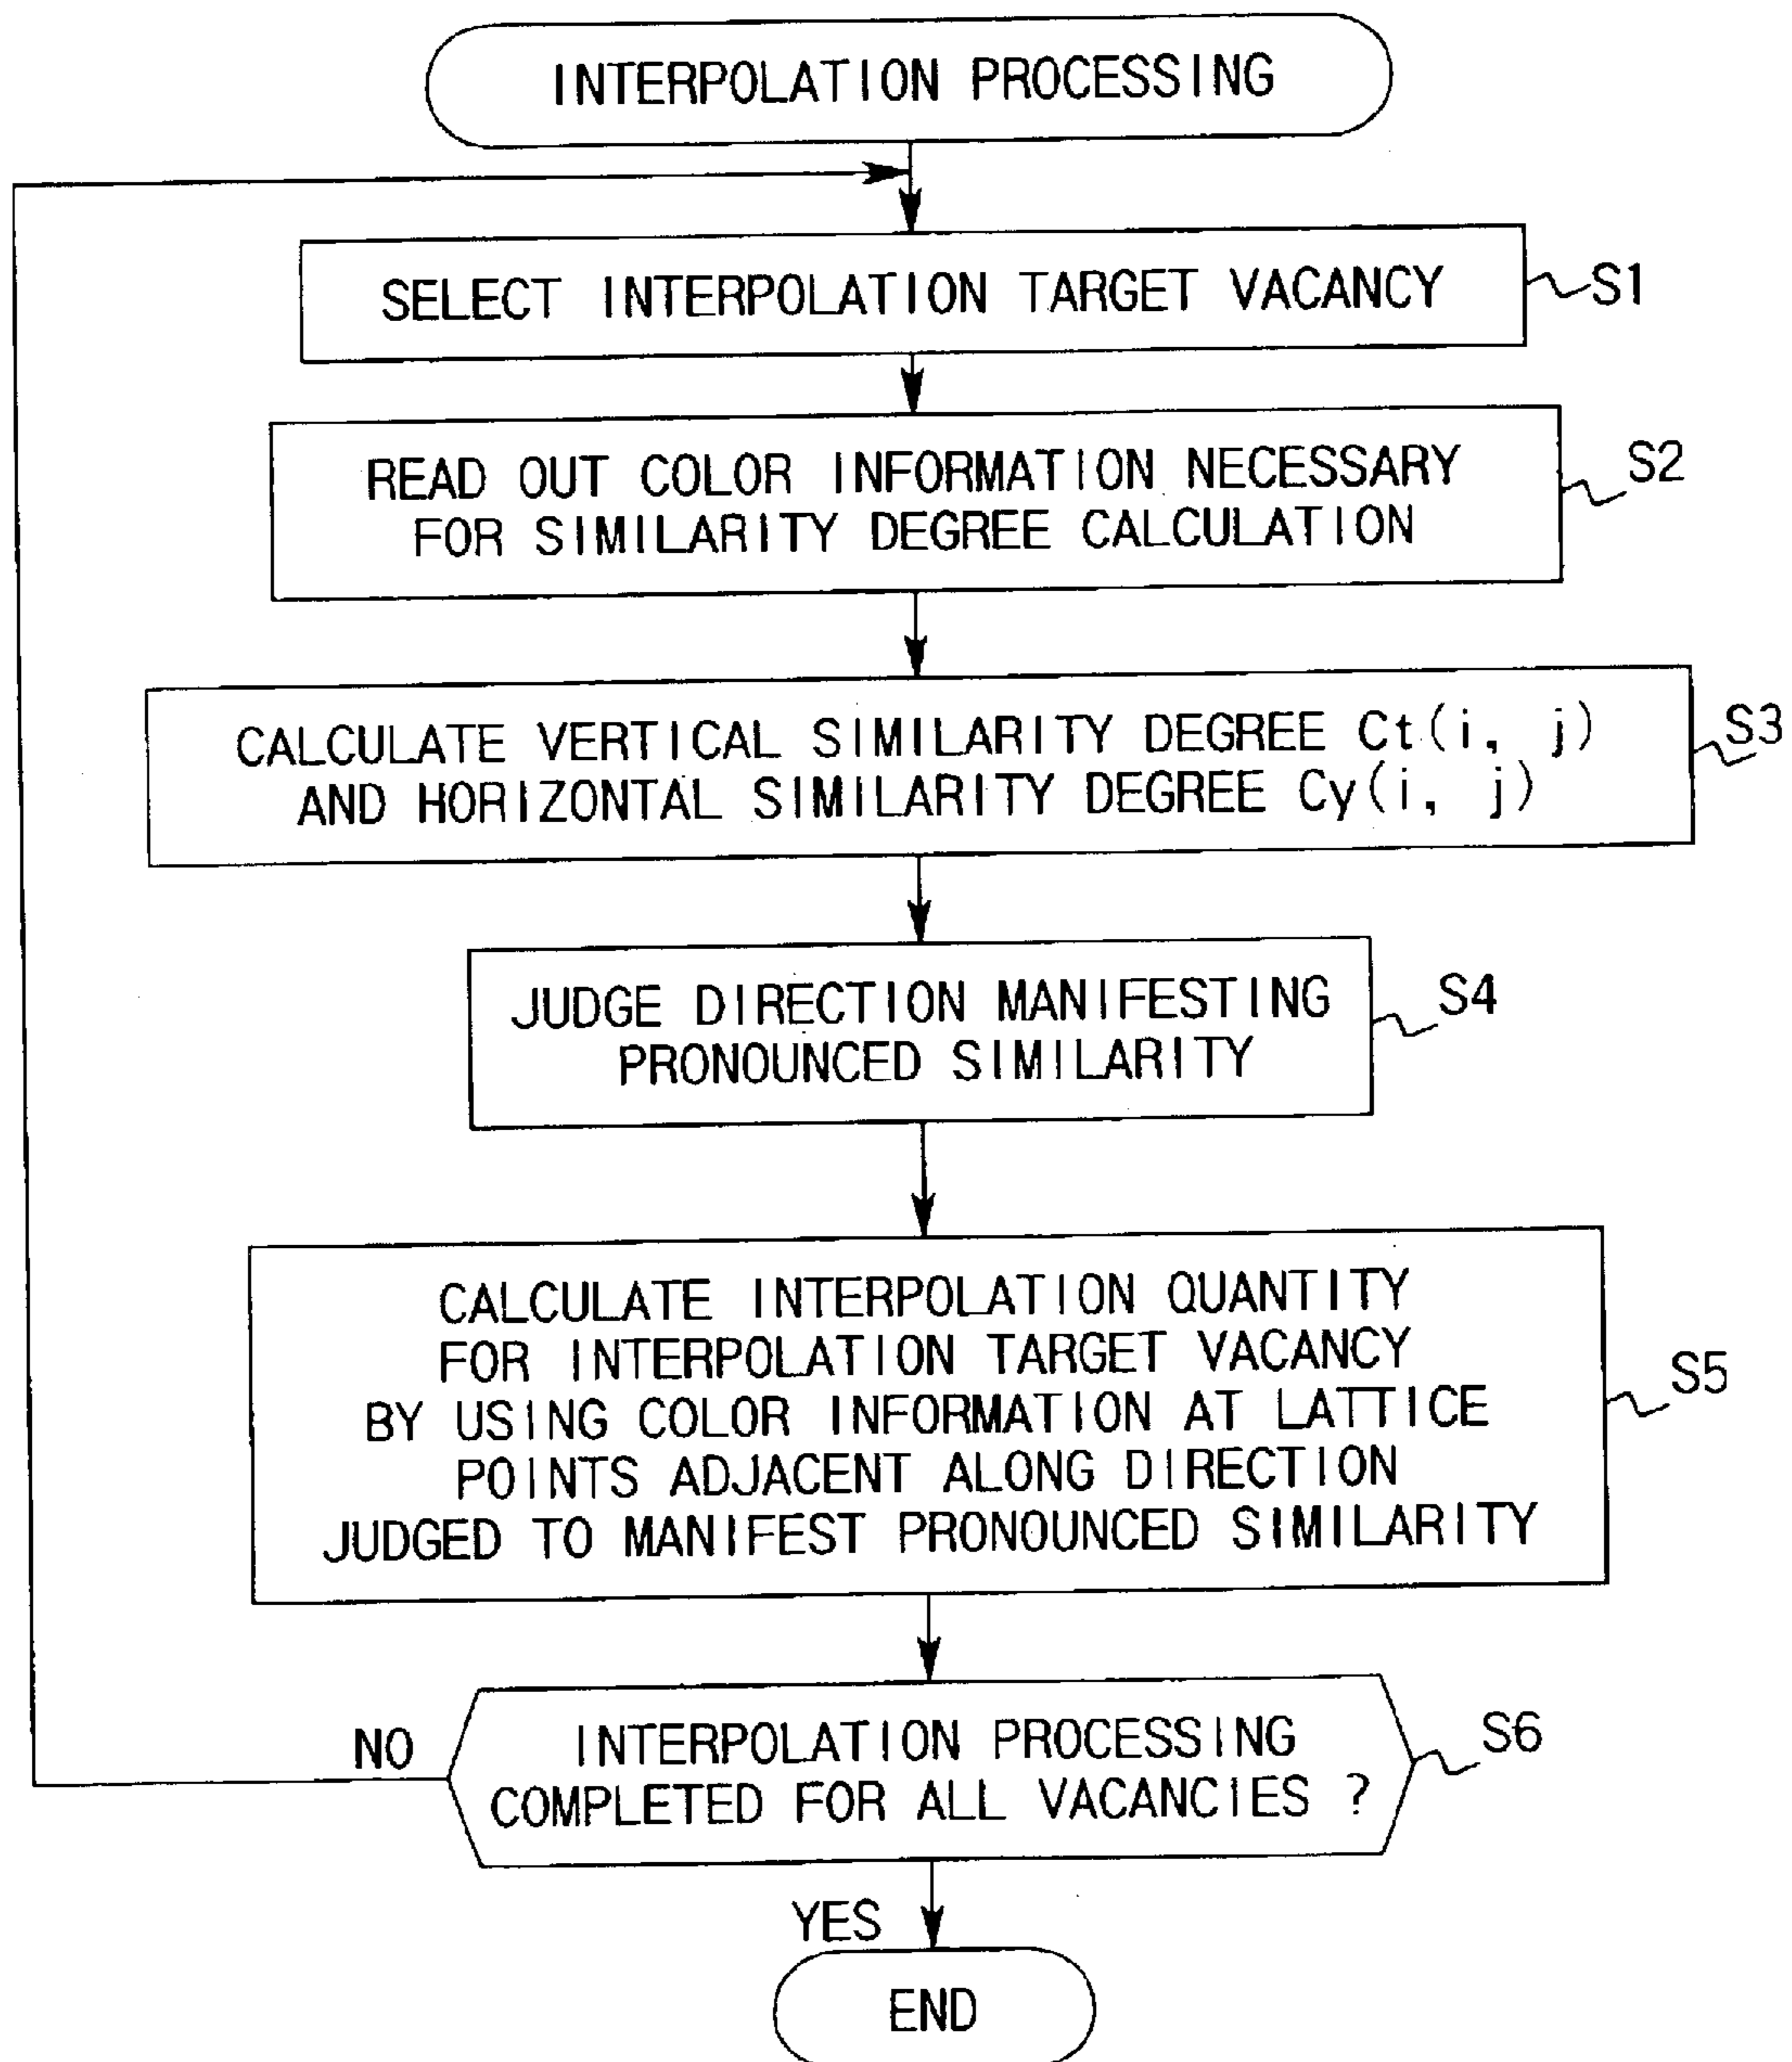 INTERPOLATION PROCESSING
SELECT INTERPOLATION TARGET VACANCY
S1
READ OUT COLOR INFORMATION NECESSARY
FOR SIMILARITY DEGREE CALCULATION
S2
CALCULATE VERTICAL SIMILARITY DEGREE Ct(i, j)
AND HORIZONTAL SIMILARITY DEGREE Cy(i, j)
S3
JUDGE DIRECTION MANIFESTING
PRONOUNCED SIMILARITY
S4
CALCULATE INTERPOLATION QUANTITY
FOR INTERPOLATION TARGET VACANCY
BY USING COLOR INFORMATION AT LATTICE
POINTS ADJACENT ALONG DIRECTION
JUDGED TO MANIFEST PRONOUNCED SIMILARITY
S5
INTERPOLATION PROCESSING
COMPLETED FOR ALL VACANCIES ?
S6
NO
YES
END